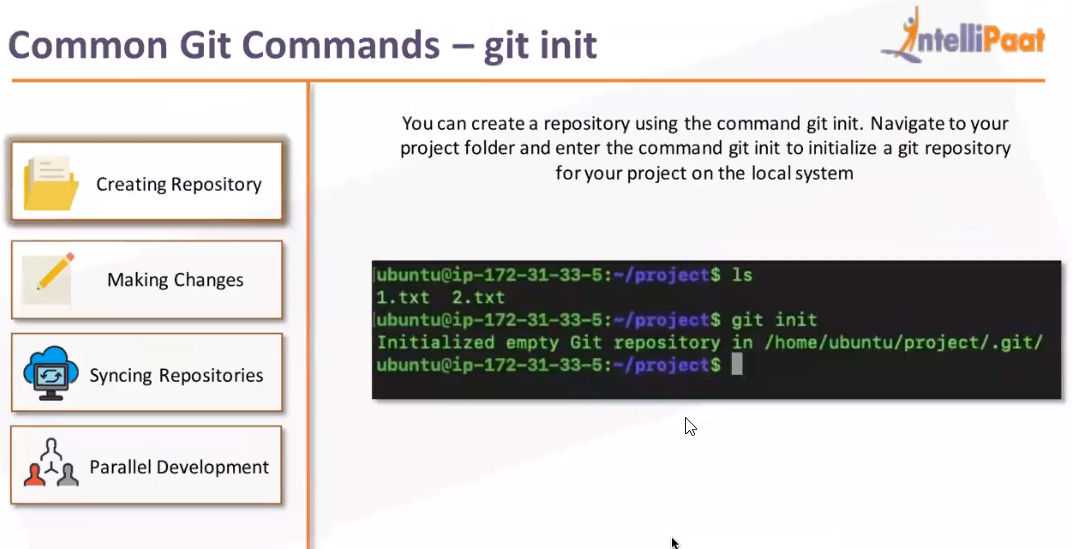 Common Git Commands – git init
IntelliPaat
You can create a repository using the command git init. Navigate to your
project folder and enter the command git init to initialize a git repository
for your project on the local system
Creating Repository
Making Changes
Syncing Repositories
Parallel Development
ubuntu@ip-172-31-33-5:~/project$ ls
1.txt  2.txt
ubuntu@ip-172-31-33-5:~/project$ git init
Initialized empty Git repository in /home/ubuntu/project/.git/
ubuntu@ip-172-31-33-5:~/project$